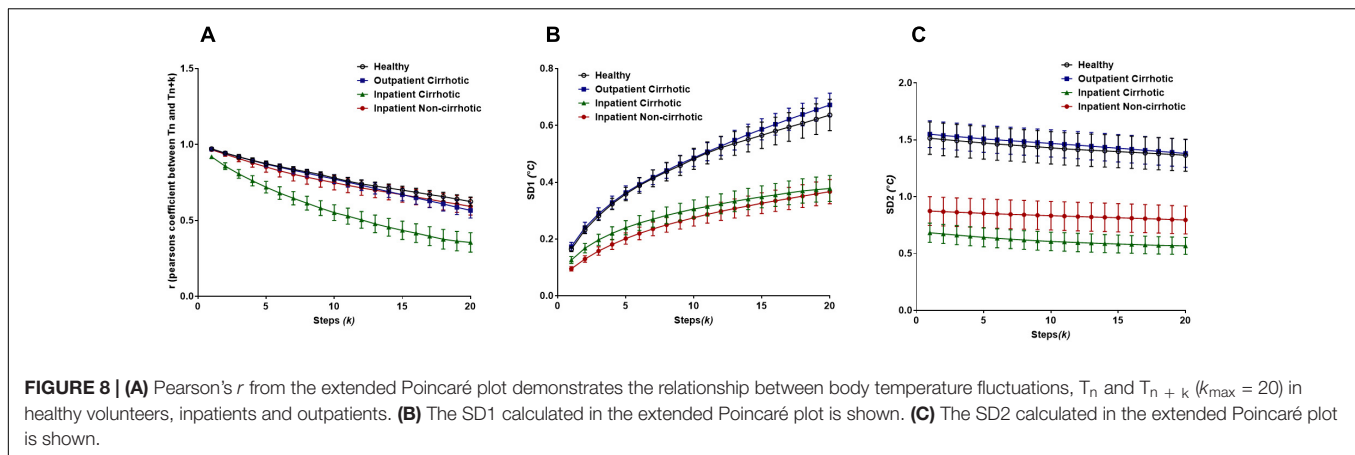 A
r (pearsons coefficient between Tn and Tn+k)
1.5
1.0
0.5
0.0
0 5 10 15 20
Steps (k)
Healthy
Outpatient Cirrhotic
Inpatient Cirrhotic
Inpatient Non-cirrhotic
B
SD1 (°C)
0.8
0.6
0.4
0.2
0.0
0 5 10 15 20
Steps(k)
Healthy
Outpatient Cirrhotic
Inpatient Cirrhotic
Inpatient Non-cirrhotic
C
SD2 (°C)
2.0
1.5
1.0
0.5
0.0
0 5 10 15 20
Steps(k)
Healthy
Outpatient Cirrhotic
Inpatient Cirrhotic
Inpatient Non-cirrhotic
FIGURE 8 | (A) Pearson's r from the extended Poincaré plot demonstrates the relationship between body temperature fluctuations, Tn and Tn + k (kmax = 20) in
healthy volunteers, inpatients and outpatients. (B) The SD1 calculated in the extended Poincaré plot is shown. (C) The SD2 calculated in the extended Poincaré plot
is shown.